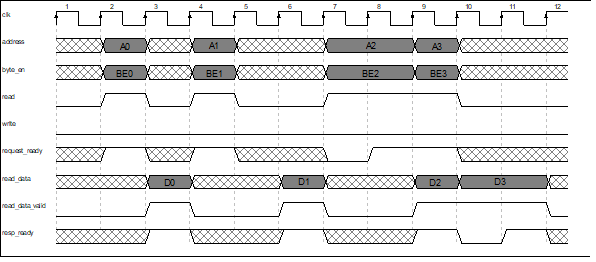 clk 1 2 3 4 5 6 7 8 9 10 11 12
address A0 A1 A2 A3
byte_en BE0 BE1 BE2 BE3
read
write
request_ready
read_data D0 D1 D2 D3
read_data_valid
resp_ready